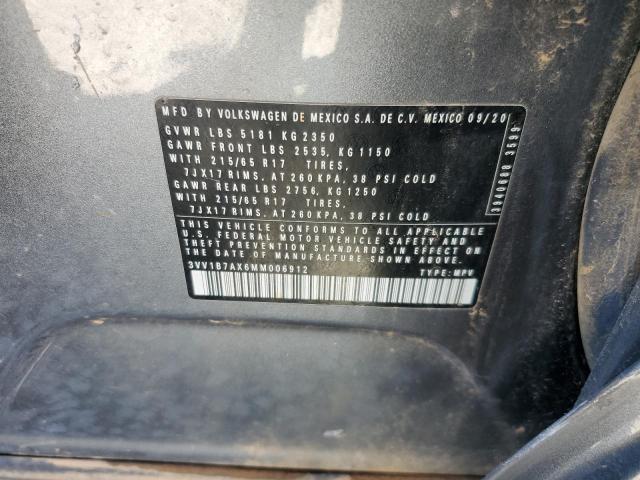 MFD BY VOLKSWAGEN DE MEXICO S.A. DE C.V. MEXICO 09/20
GVWR LBS 5181 KG 2350
GAWR FRONT LBS 2535, KG 1150
WITH 215/65 R17 TIRES,
7JX17 RIMS, AT 260 KPA, 38 PSI COLD
GAWR REAR LBS 2756, KG 1250
WITH 215/65 R17 TIRES,
7JX17 RIMS, AT 260 KPA, 38 PSI COLD
THIS VEHICLE CONFORMS TO ALL APPLICABLE
U.S. FEDERAL MOTOR VEHICLE SAFETY AND
THEFT PREVENTION STANDARDS IN EFFECT ON THE
DATE OF MANUFACTURE SHOWN ABOVE.
3VV1B7AX6MM006912 TYPE: MPV
3599